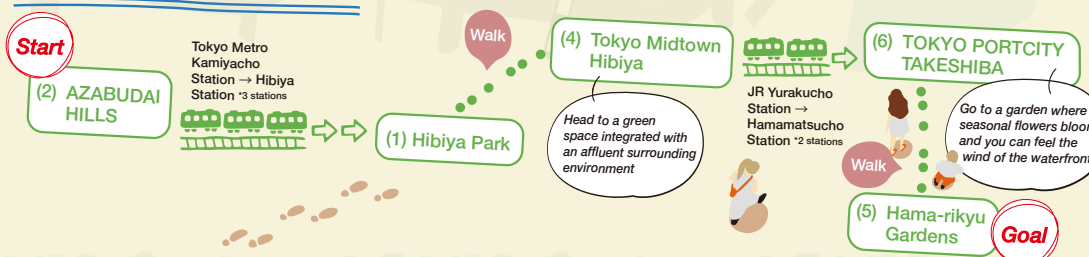 Start
(2) AZABUDAI
HILLS
Tokyo Metro
Kamiyacho
Station → Hibiya
Station *3 stations
(1) Hibiya Park
Walk
(4) Tokyo Midtown
Hibiya
Head to a green
space integrated with
an affluent surrounding
environment
JR Yurakucho
Station →
Hamamatsucho
Station *2 stations
(6) TOKYO PORTCITY
TAKESHIBA
Go to a garden where
seasonal flowers bloom
and you can feel the
wind of the waterfront
Walk
(5) Hama-rikyu
Gardens
Goal